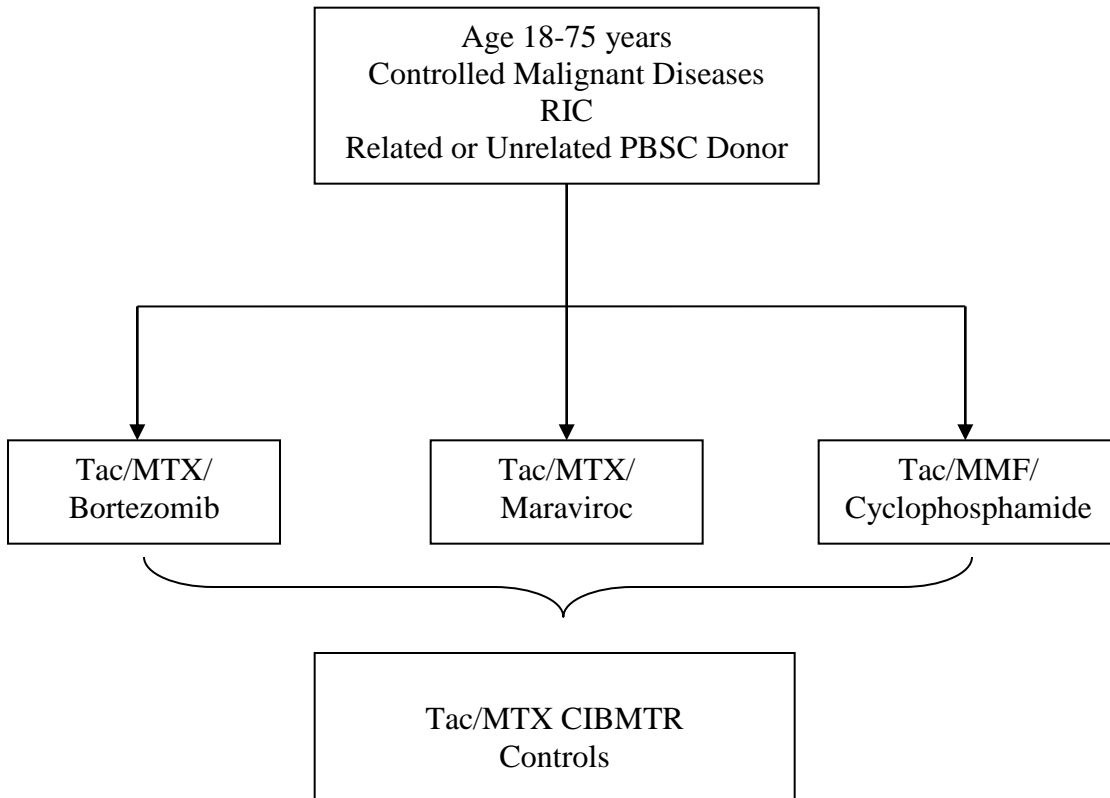 Age 18-75 years
Controlled Malignant Diseases
RIC
Related or Unrelated PBSC Donor
Tac/MTX/
Bortezomib
Tac/MTX/
Maraviroc
Tac/MMF/
Cyclophosphamide
Tac/MTX CIBMTR
Controls